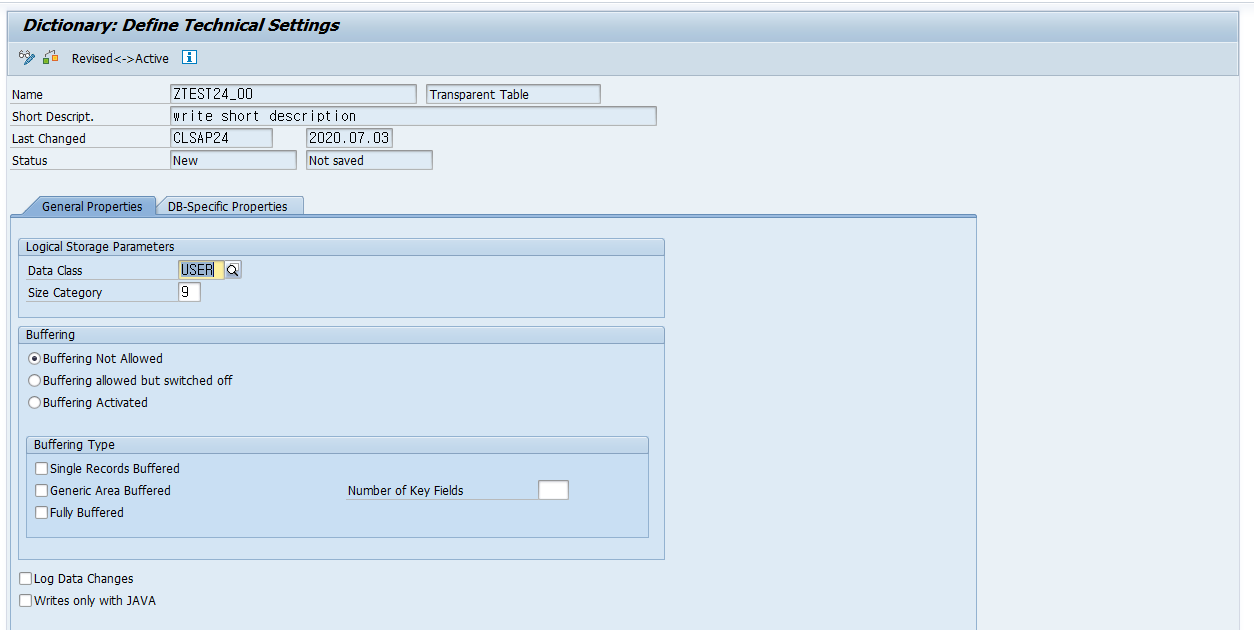 Dictionary: Define Technical Settings
Revised<->Active
Name ZTEST24_00 Transparent Table
Short Descript. write short description
Last Changed CLSAP24 2020.07.03
Status New Not saved
General Properties DB-Specific Properties
Logical Storage Parameters
Data Class USER
Size Category 9
Buffering
Buffering Not Allowed
Buffering allowed but switched off
Buffering Activated
Buffering Type
Single Records Buffered
Generic Area Buffered Number of Key Fields
Fully Buffered
Log Data Changes
Writes only with JAVA